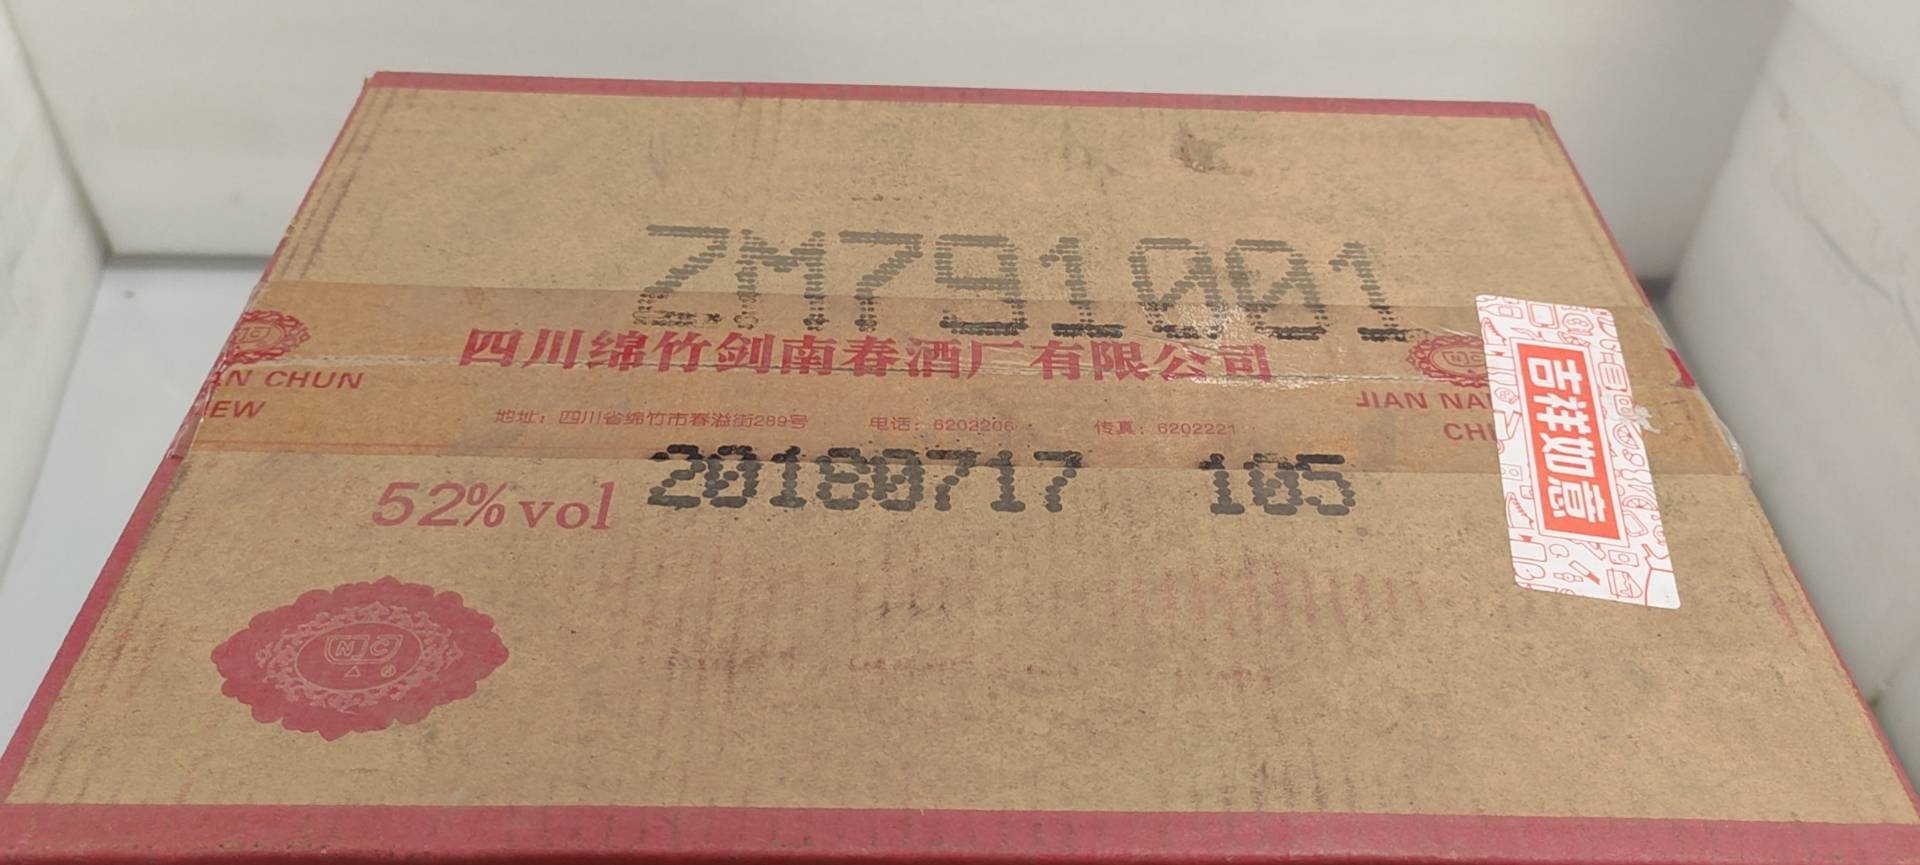 ZM791001
四川绵竹剑南春酒厂有限公司
N CHUN
EW
地址：四川省绵竹市春溢街289号 电话：6202206 传真：6202221
JIAN NA
CH
20180717 105
52%vol
吉祥如意
NJC